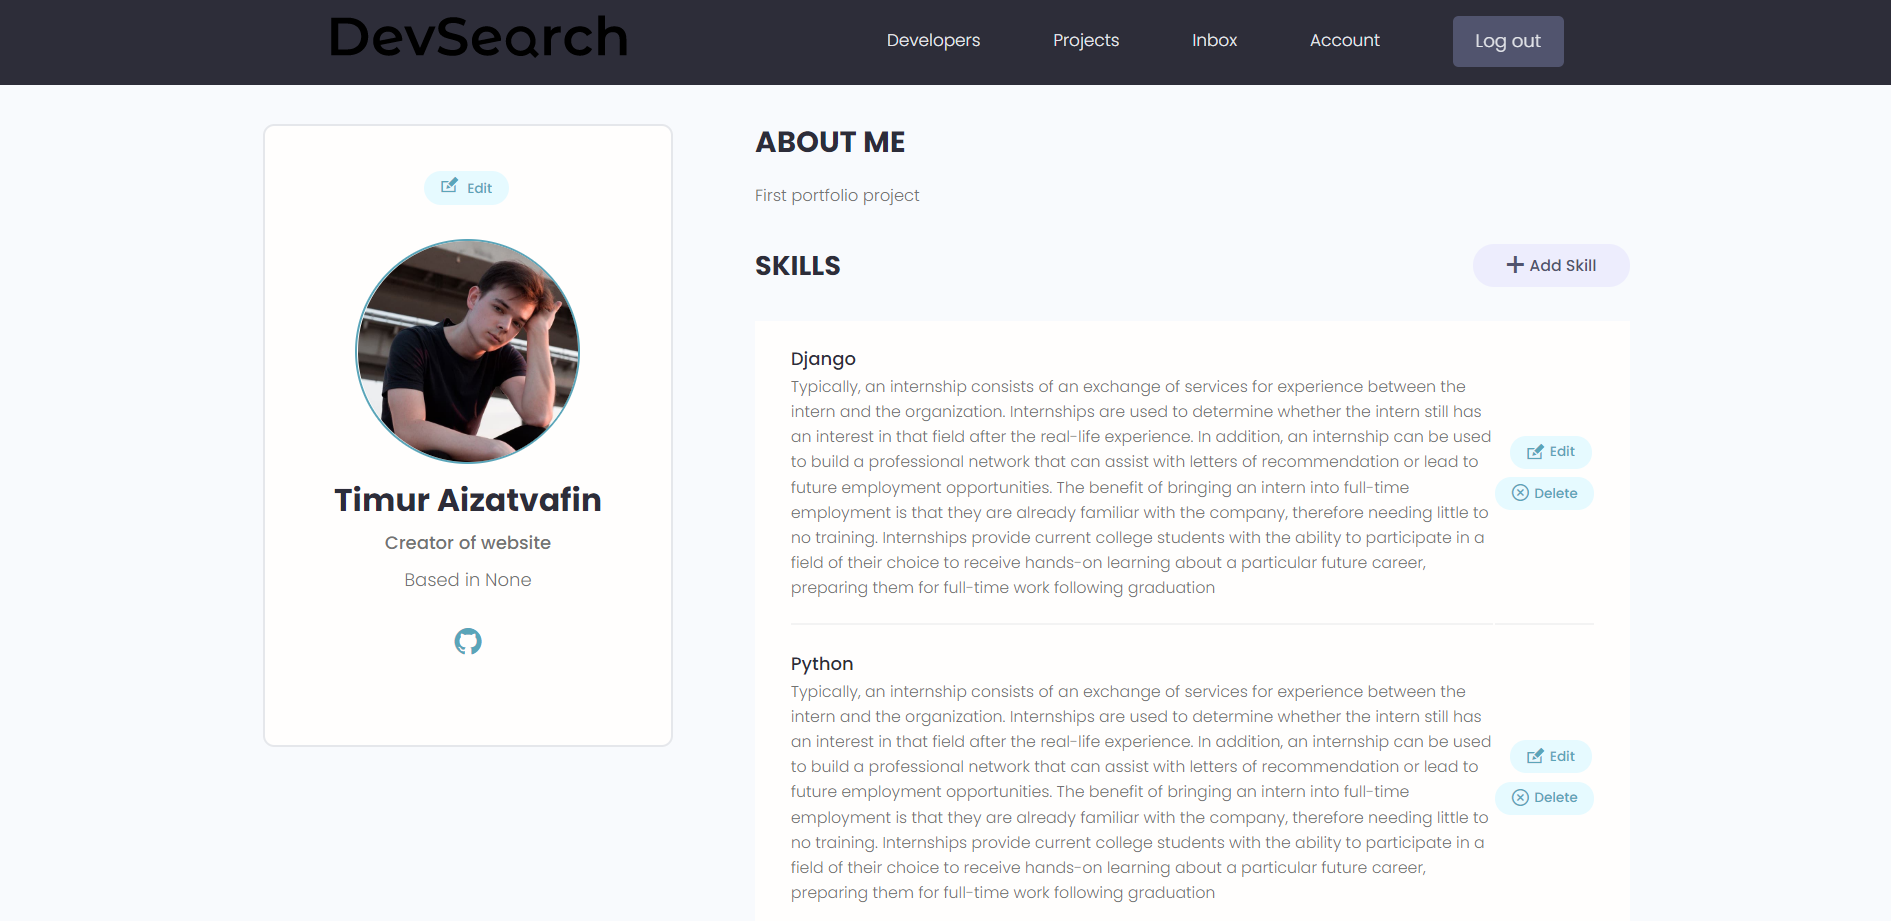 DevSearch
Developers
Projects
Inbox
Account
Log out
Edit
Timur Aizatvafin
Creator of website
Based in None
ABOUT ME
First portfolio project
SKILLS
Add Skill
Django
Typically, an internship consists of an exchange of services for experience between the
intern and the organization. Internships are used to determine whether the intern still has
an interest in that field after the real-life experience. In addition, an internship can be used
to build a professional network that can assist with letters of recommendation or lead to
future employment opportunities. The benefit of bringing an intern into full-time
employment is that they are already familiar with the company, therefore needing little to
no training. Internships provide current college students with the ability to participate in a
field of their choice to receive hands-on learning about a particular future career,
preparing them for full-time work following graduation
Edit
Delete
Python
Typically, an internship consists of an exchange of services for experience between the
intern and the organization. Internships are used to determine whether the intern still has
an interest in that field after the real-life experience. In addition, an internship can be used
to build a professional network that can assist with letters of recommendation or lead to
future employment opportunities. The benefit of bringing an intern into full-time
employment is that they are already familiar with the company, therefore needing little to
no training. Internships provide current college students with the ability to participate in a
field of their choice to receive hands-on learning about a particular future career,
preparing them for full-time work following graduation
Edit
Delete